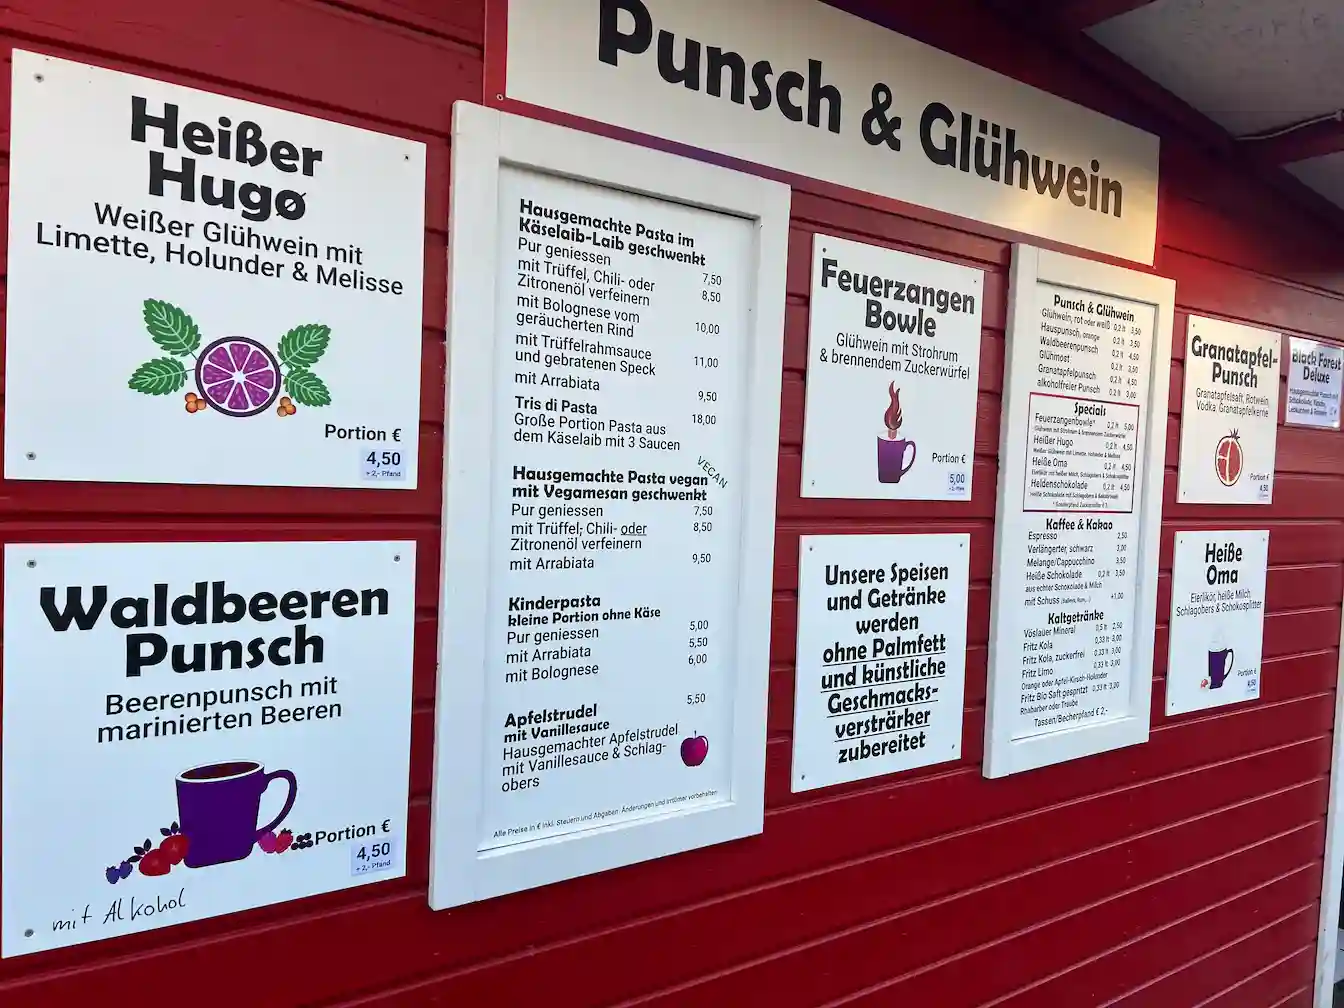 Punsch & Glühwein
Heißer
Hugø
Weißer Glühwein mit
Limette, Holunder & Melisse
Portion €
4,50
+ 2,- Pfand
Waldbeeren
Punsch
Beerenpunsch mit
marinierten Beeren
Portion €
4,50
+ 2,- Pfand
mit Alkohol
Hausgemachte Pasta im
Käselaib-Laib geschwenkt
Pur geniessen 7,50
mit Trüffel, Chili- oder
Zitronenöl verfeinern 8,50
mit Bolognese vom
geräucherten Rind 10,00
mit Trüffelrahmsauce
und gebratenen Speck 11,00
mit Arrabiata 9,50
Tris di Pasta 18,00
Große Portion Pasta aus
dem Käselaib mit 3 Saucen
VEGAN
Hausgemachte Pasta vegan
mit Vegamesan geschwenkt
Pur geniessen 7,50
mit Trüffel; Chili- oder 8,50
Zitronenöl verfeinern
mit Arrabiata 9,50
Kinderpasta
kleine Portion ohne Käse
Pur geniessen 5,00
mit Arrabiata 5,50
mit Bolognese 6,00
Apfelstrudel 5,50
mit Vanillesauce
Hausgemachter Apfelstrudel
mit Vanillesauce & Schlag-
obers
Alle Preise in € inkl. Steuern und Abgaben. Änderungen und Irrtümer vorbehalten
Feuerzangen
Bowle
Glühwein mit Strohrum
& brennendem Zuckerwürfel
Portion €
5,00
Unsere Speisen
und Getränke
werden
ohne Palmfett
und künstliche
Geschmacks-
versträrker
zubereitet
Punsch & Glühwein
Glühwein, rot oder weiß 0,2 lt 3,50
Hauspunsch, orange 0,2 lt 3,50
Waldbeerenpunsch 0,2 lt 4,50
Glühmost 0,2 lt 3,50
Granatapfelpunsch 0,2 lt 4,50
alkoholfreier Punsch 0,2 lt 3,00
Specials
Feuerzangenbowle* 0,2 lt 5,00
Glühwein mit Strohrum & brennendem Zuckerwürfel
Heißer Hugo 0,2 lt 4,50
Weißer Glühwein mit Limette, Holunder & Melisse
Heiße Oma 0,2 lt 4,50
Eierlikör mit heißer Milch, Schlagobers & Schokosplitter
Heldenschokolade 0,2 lt 4,50
Heiße Schokolade mit Schlagobers &
Kaffee & Kakao
Espresso 2,50
Verlängerter, schwarz 3,00
Melange/Cappuccino 3,50
Heiße Schokolade 0,2 lt 3,50
aus echter Schokolade & Milch
mit Schuss +1,00
Kaltgetränke
Vöslauer Mineral 0,5 lt 2,50
Fritz Kola 0,33 lt 3,00
Fritz Kola, zuckerfrei 0,33 lt 3,00
Fritz Limo 0,33 lt 3,00
Orange oder Apfel-Kirsch-Holunder
Fritz Bio Saft gespritzt 0,33 lt 3,00
Rhabarber oder Traube
Tassen/Becherpfand € 2,-
Granatapfel-
Punsch
Granatapfelsaft, Rotwein,
Vodka, Granatapfelkerne
Portion €
4,50
Heiße
Oma
Eierlikör, heiße Milch,
Schlagobers & Schokosplitter
Portion €
4,50
Black Forest
Deluxe